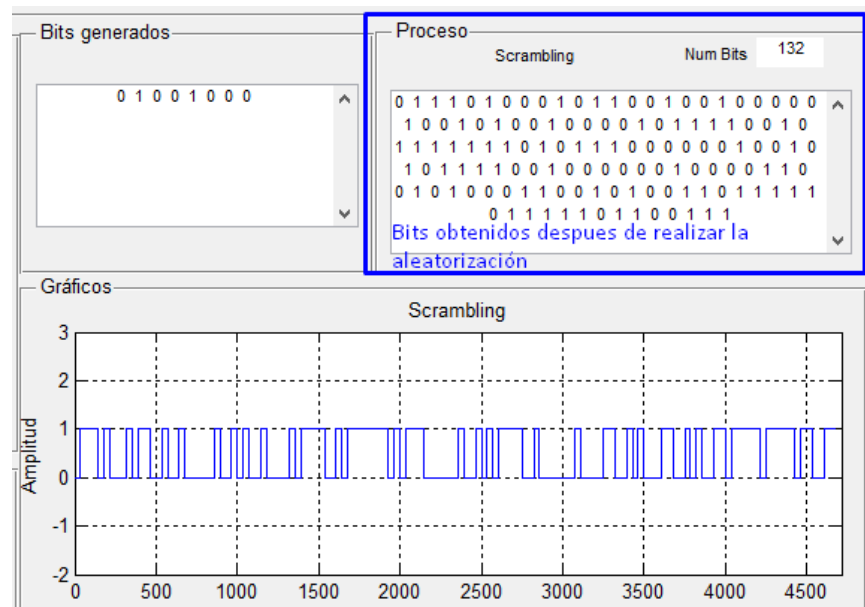 Bits generados
0 1 0 0 1 0 0 0
Proceso
Scrambling
Num Bits 132
0 1 1 1 0 1 0 0 0 1 0 1 1 0 0 1 0 0 1 0 0 0 0 0
1 0 0 1 0 1 0 0 1 0 0 0 0 1 0 1 1 1 1 0 0 1 0
1 1 1 1 1 1 1 0 1 0 1 1 1 0 0 0 0 0 0 1 0 0 1 0
1 0 1 1 1 1 0 0 1 0 0 0 0 0 0 1 0 0 0 0 1 1 0
0 1 0 1 0 0 0 1 1 0 0 1 0 1 0 0 1 1 0 1 1 1 1 1
0 1 1 1 1 1 0 1 1 0 0 1 1 1
Bits obtenidos despues de realizar la
aleatorización
Gráficos
Scrambling
Amplitud
3
2
1
0
-1
-2
0 500 1000 1500 2000 2500 3000 3500 4000 4500